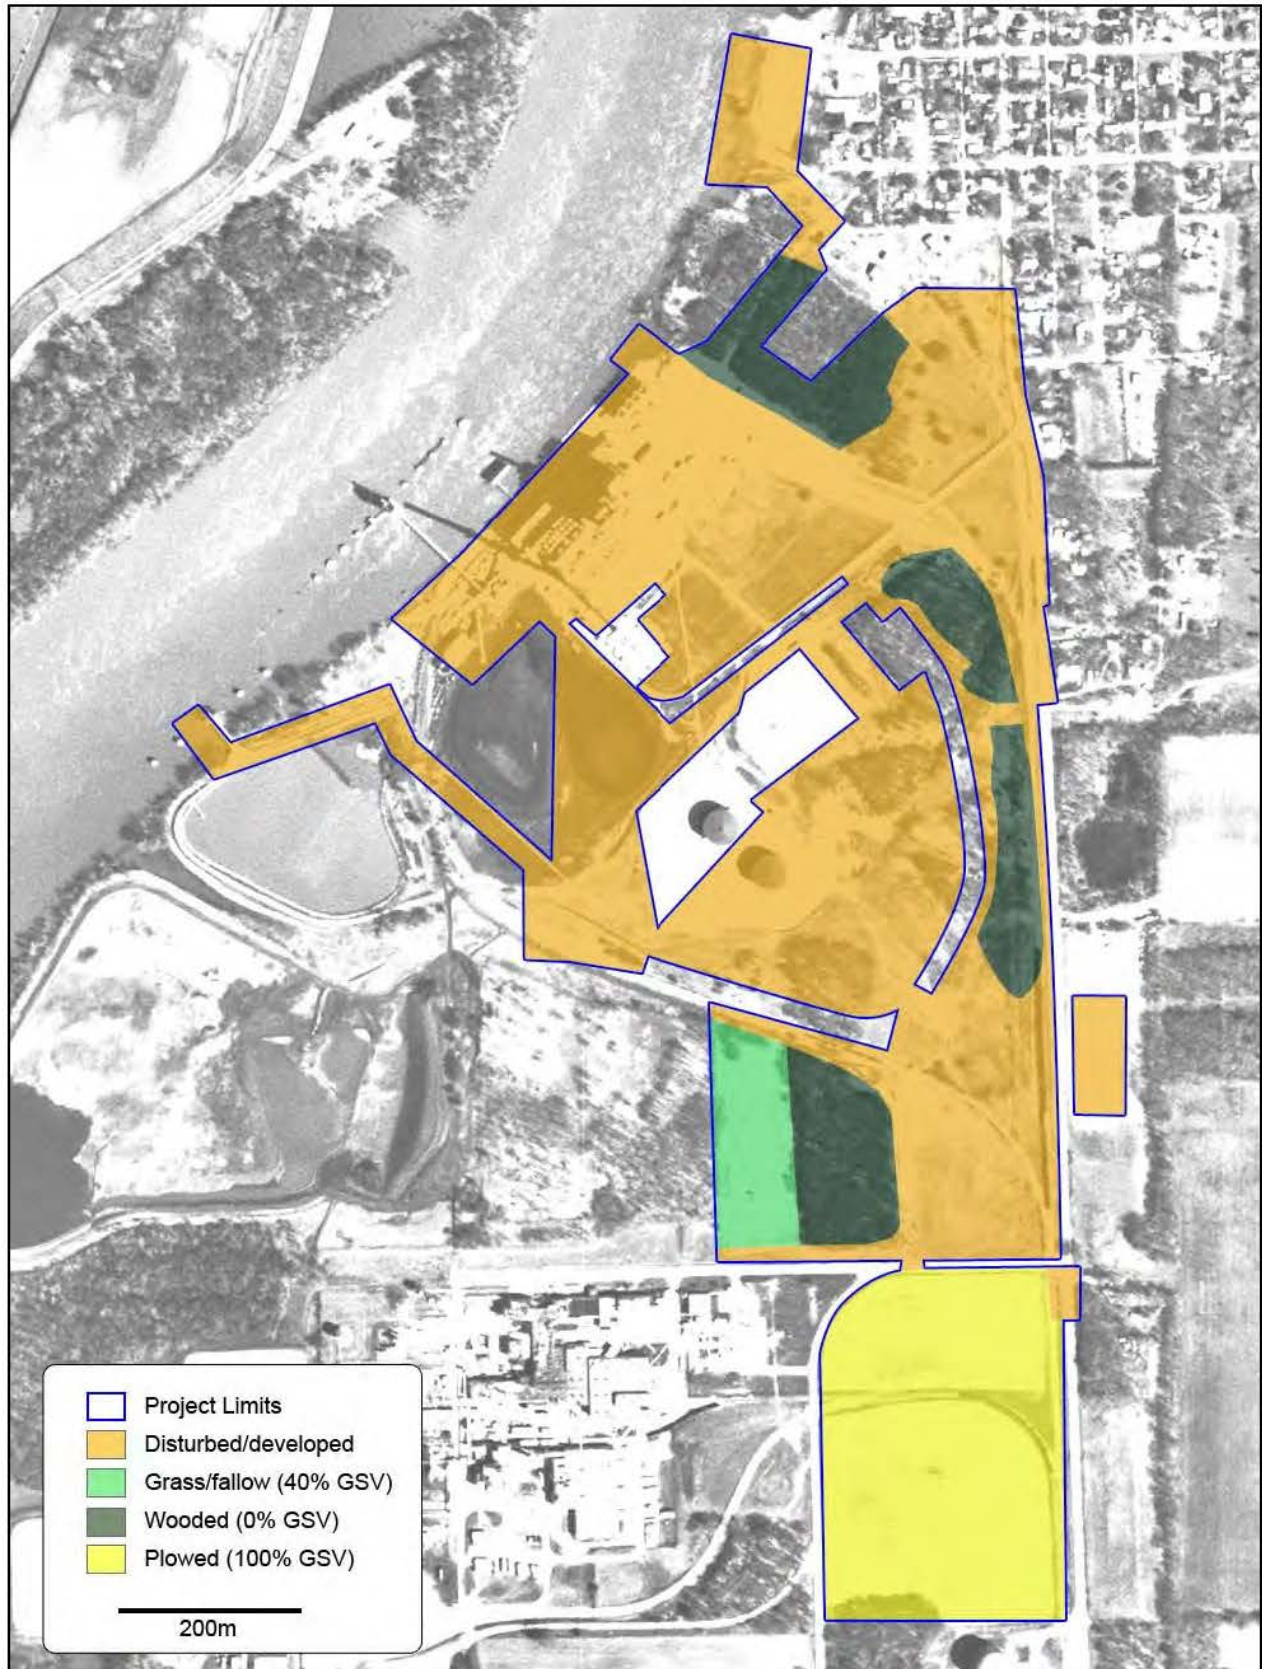 Project Limits
Disturbed/developed
Grass/fallow (40% GSV)
Wooded (0% GSV)
Plowed (100% GSV)
200m